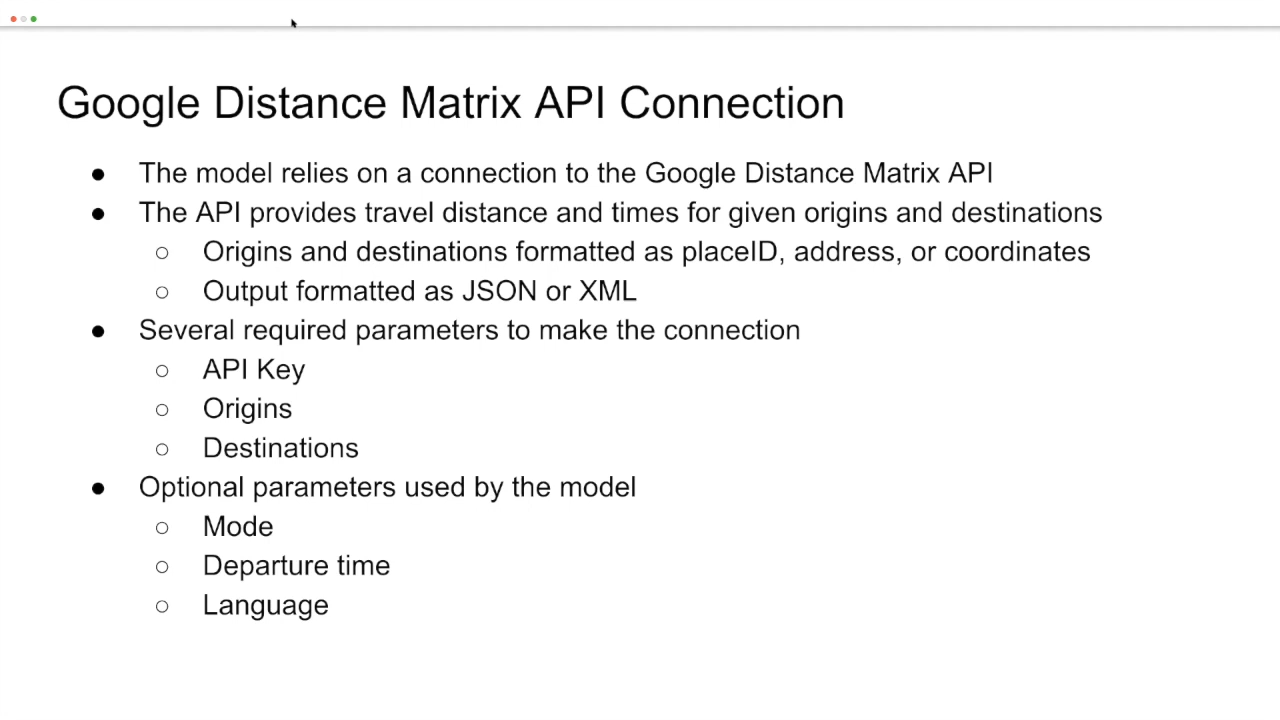 Google Distance Matrix API Connection
● The model relies on a connection to the Google Distance Matrix API
● The API provides travel distance and times for given origins and destinations
○ Origins and destinations formatted as placeID, address, or coordinates
○ Output formatted as JSON or XML
● Several required parameters to make the connection
○ API Key
○ Origins
○ Destinations
● Optional parameters used by the model
○ Mode
○ Departure time
○ Language